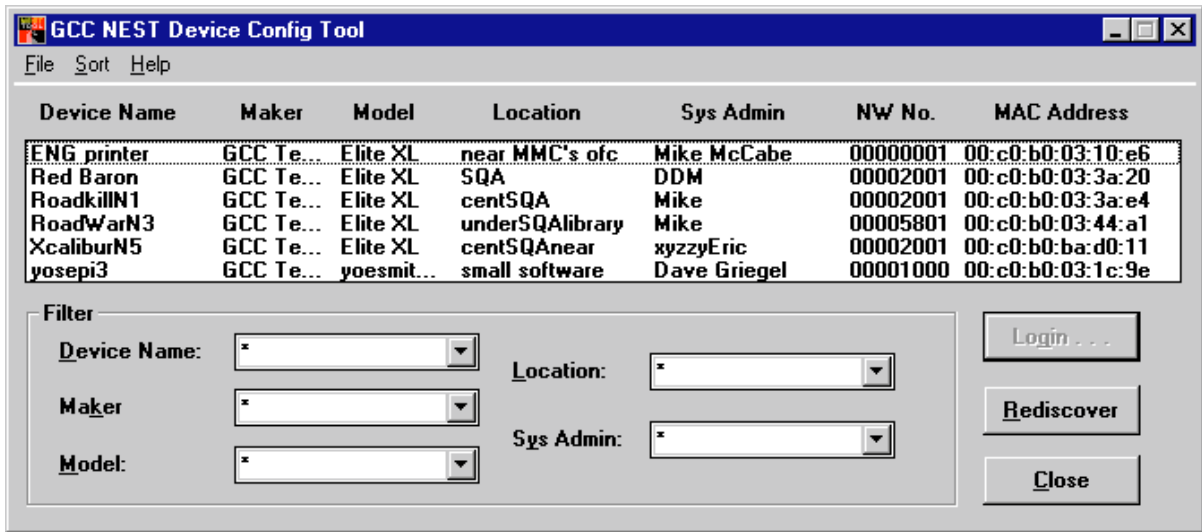 GCC NEST Device Config Tool
File Sort Help
Device Name Maker Model Location Sys Admin NW No. MAC Address
ENG printer GCC Te... Elite XL near MMC's ofc Mike McCabe 00000001 00:c0:b0:03:10:e6
Red Baron GCC Te... Elite XL SQA DDM 00002001 00:c0:b0:03:3a:20
RoadkillN1 GCC Te... Elite XL centSQA Mike 00002001 00:c0:b0:03:3a:e4
RoadWarN3 GCC Te... Elite XL underSQAlibrary Mike 00005801 00:c0:b0:03:44:a1
XcaliburN5 GCC Te... Elite XL centSQAnear xyzzyEric 00002001 00:c0:b0:ba:d0:11
yosepi3 GCC Te... yoesmit... small software Dave Griegel 00001000 00:c0:b0:03:1c:9e
Filter
Device Name: *
Maker *
Model: *
Location: *
Sys Admin: *
Login . . .
Rediscover
Close